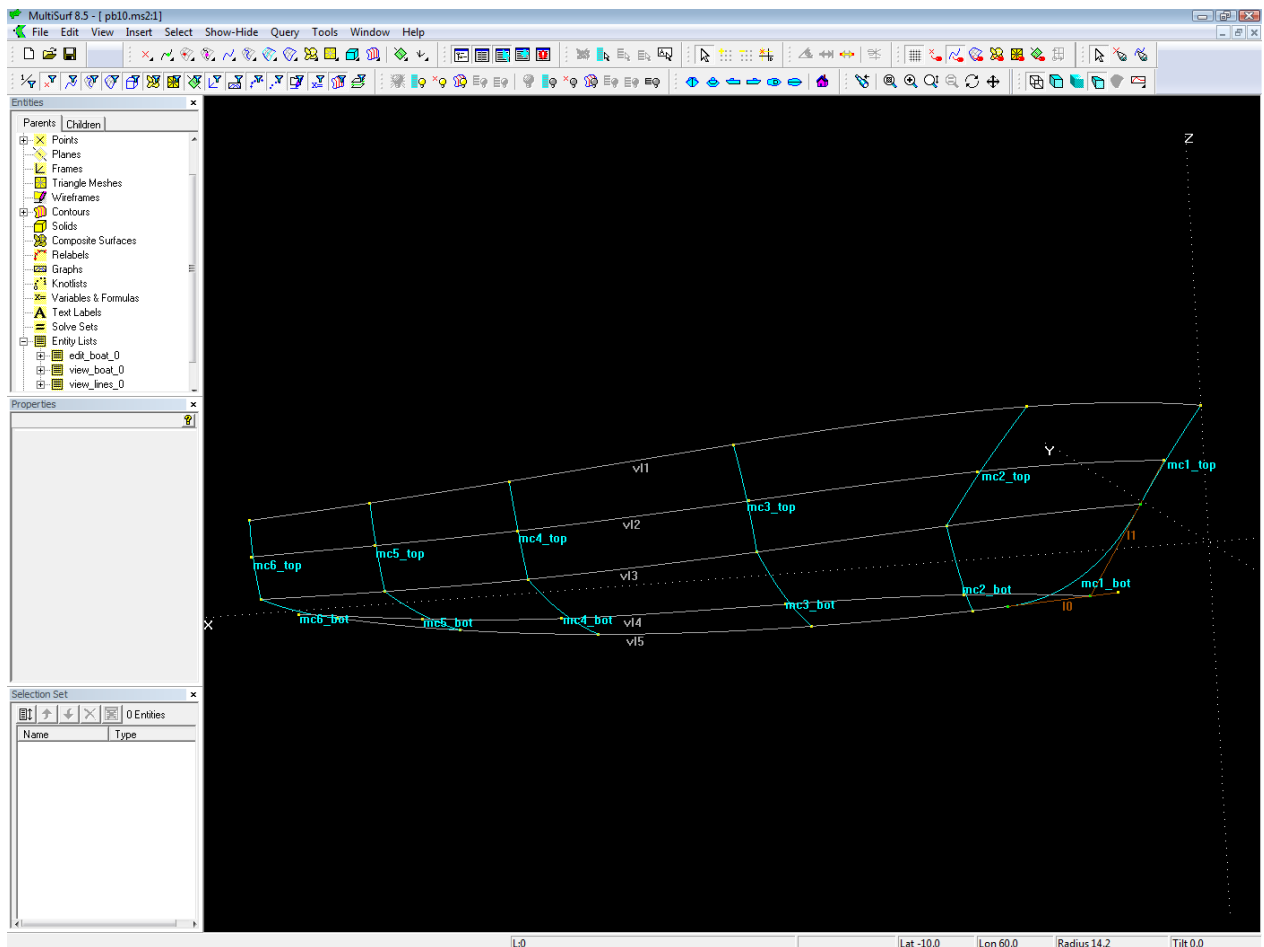 MultiSurf 8.5 - [ pb10.ms2:1]
File Edit View Insert Select Show-Hide Query Tools Window Help
Entities
Parents Children
Points
Planes
Frames
Triangle Meshes
Wireframes
Contours
Solids
Composite Surfaces
Relabels
Graphs
Knotlists
Variables & Formulas
Text Labels
Solve Sets
Entity Lists
edit_boat_0
view_boat_0
view_lines_0
Properties
Selection Set
0 Entities
Name Type
Z
Y
X
vl1
vl2
vl3
vl4
vl5
mc1_top
mc2_top
mc3_top
mc4_top
mc5_top
mc6_top
l1
l0
mc1_bot
mc2_bot
mc3_bot
mc4_bot
mc5_bot
mc6_bot
L:0 Lat -10.0 Lon 60.0 Radius 14.2 Tilt 0.0